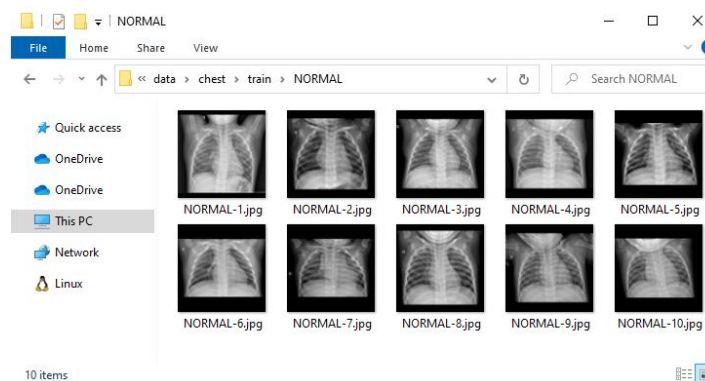 NORMAL
File Home Share View
« data › chest › train › NORMAL
Search NORMAL
Quick access
OneDrive
OneDrive
This PC
Network
Linux
NORMAL-1.jpg NORMAL-2.jpg NORMAL-3.jpg NORMAL-4.jpg NORMAL-5.jpg
NORMAL-6.jpg NORMAL-7.jpg NORMAL-8.jpg NORMAL-9.jpg NORMAL-10.jpg
10 items